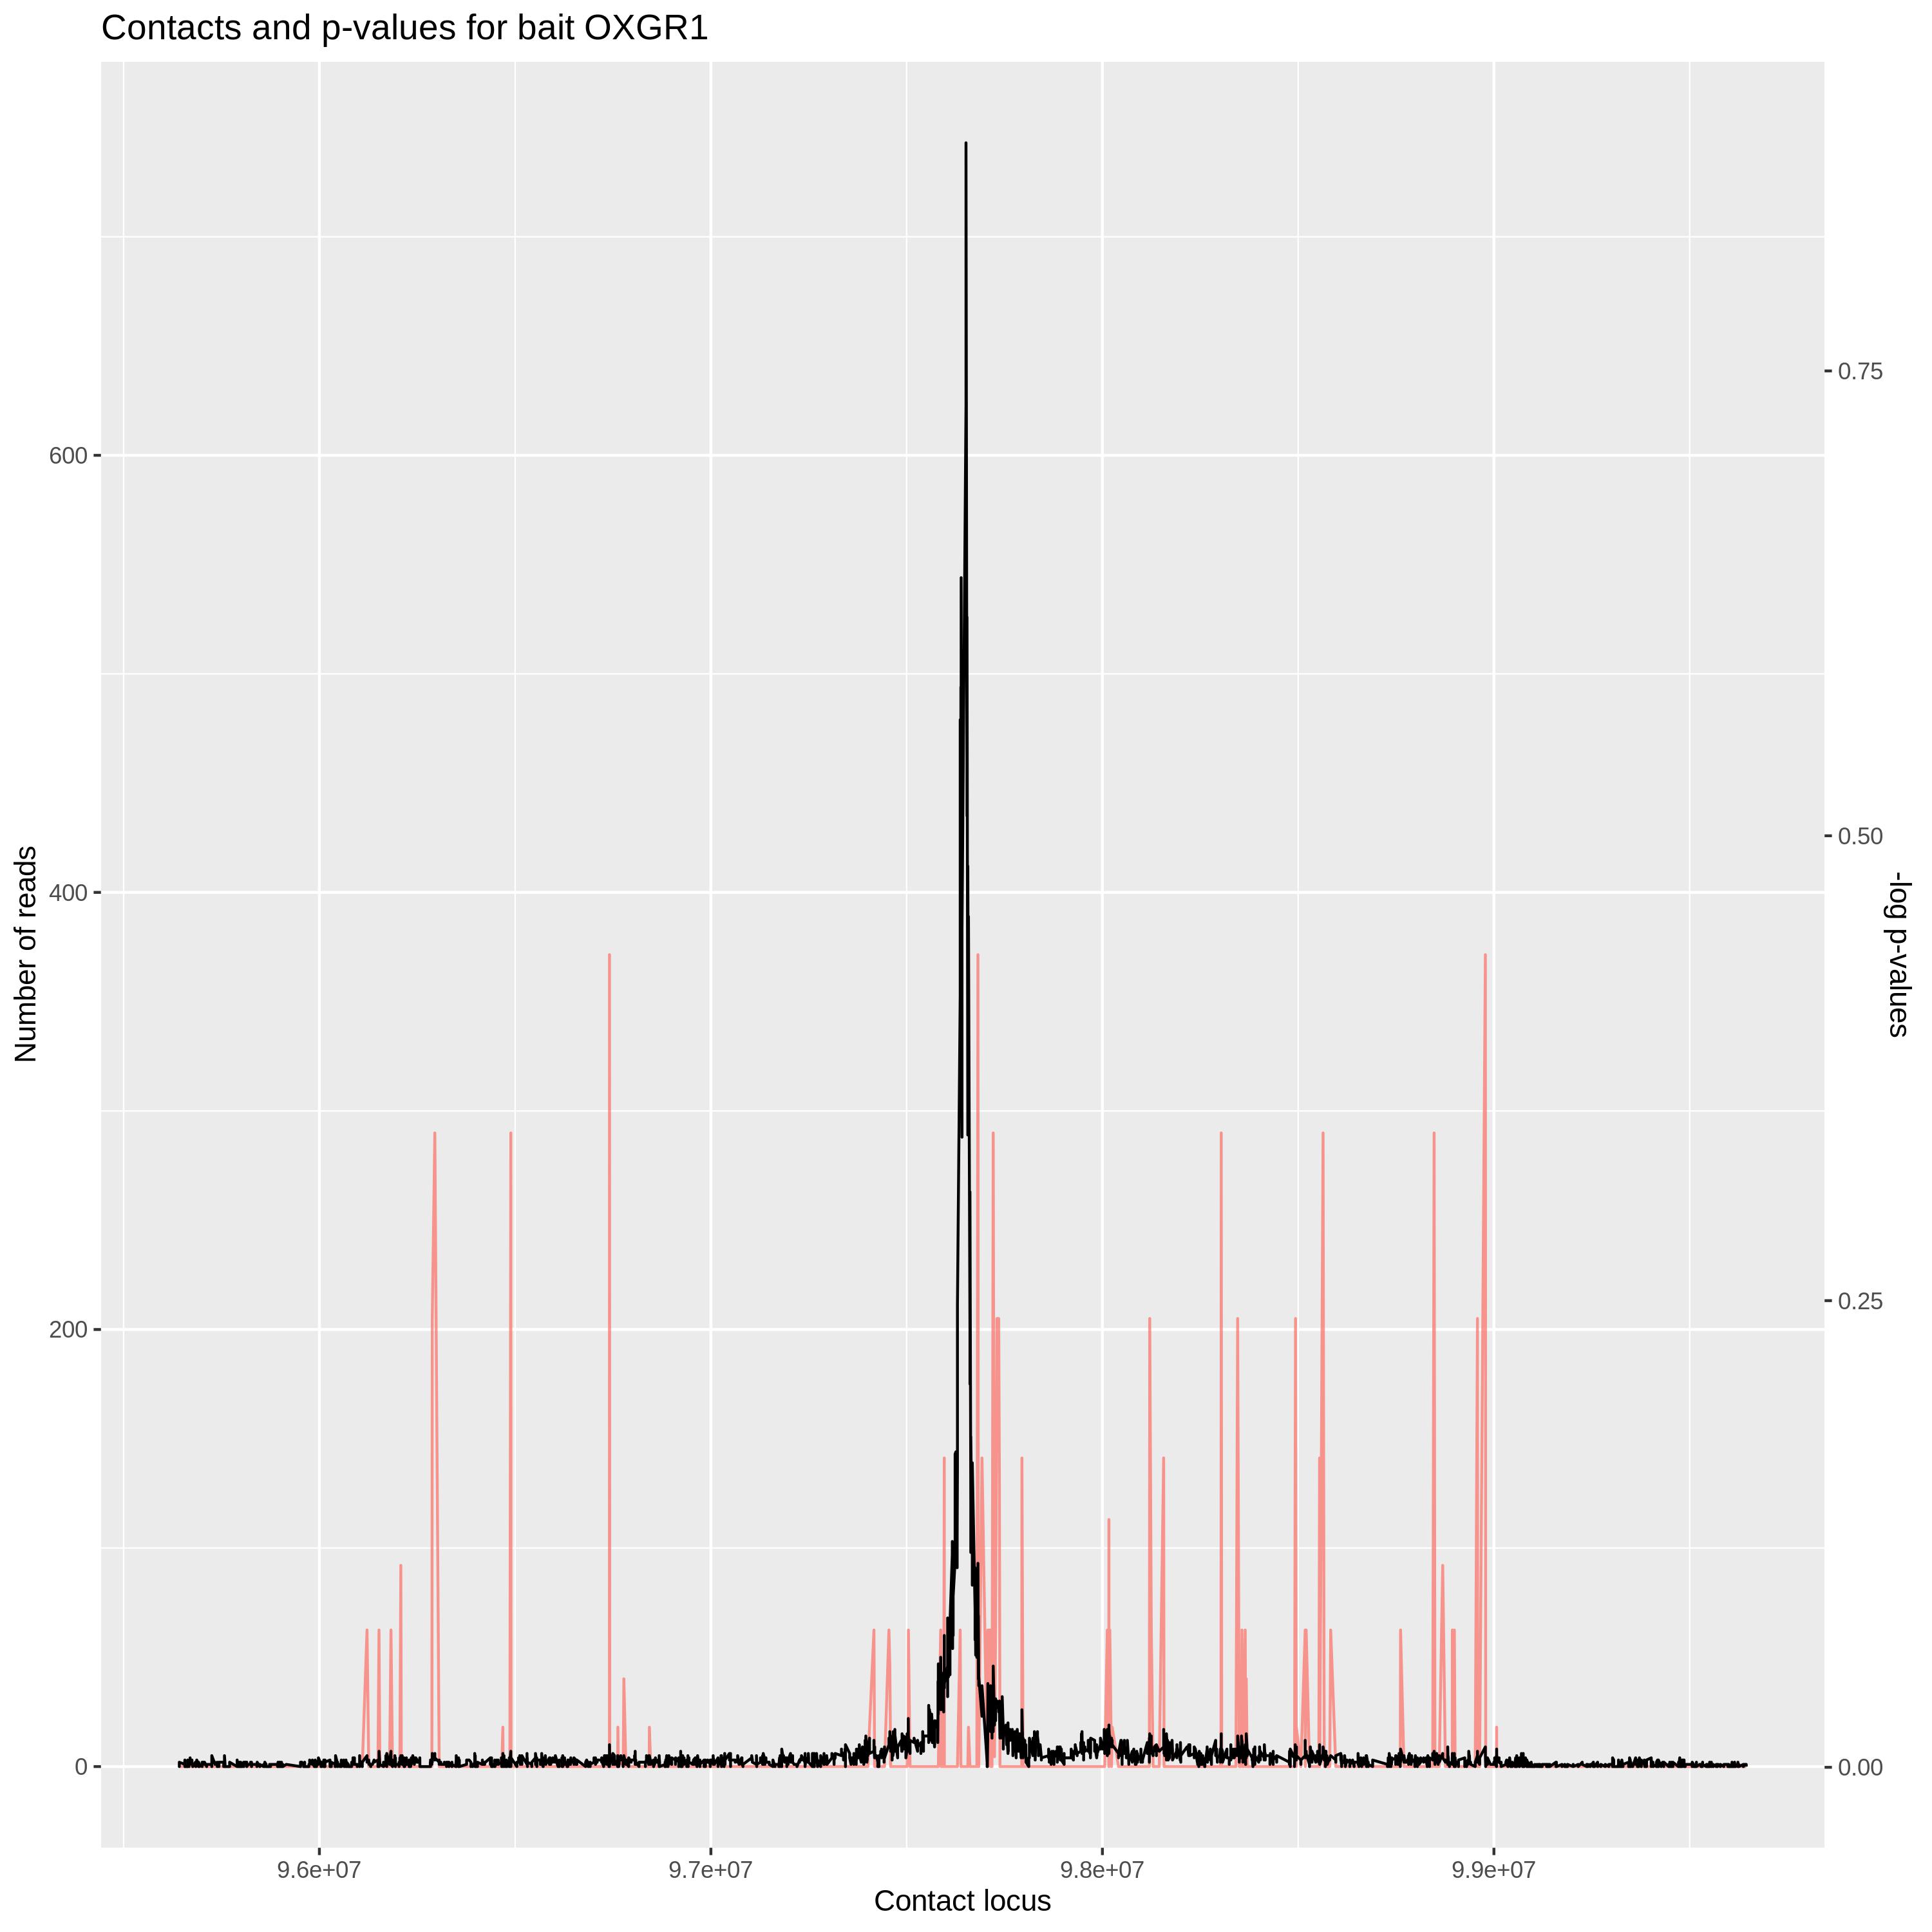 Contacts and p-values for bait OXGR1
0.75
600
0.50
400
Number of reads
-log p-values
0.25
200
0
0.00
9.6e+07 9.7e+07 9.8e+07 9.9e+07
Contact locus